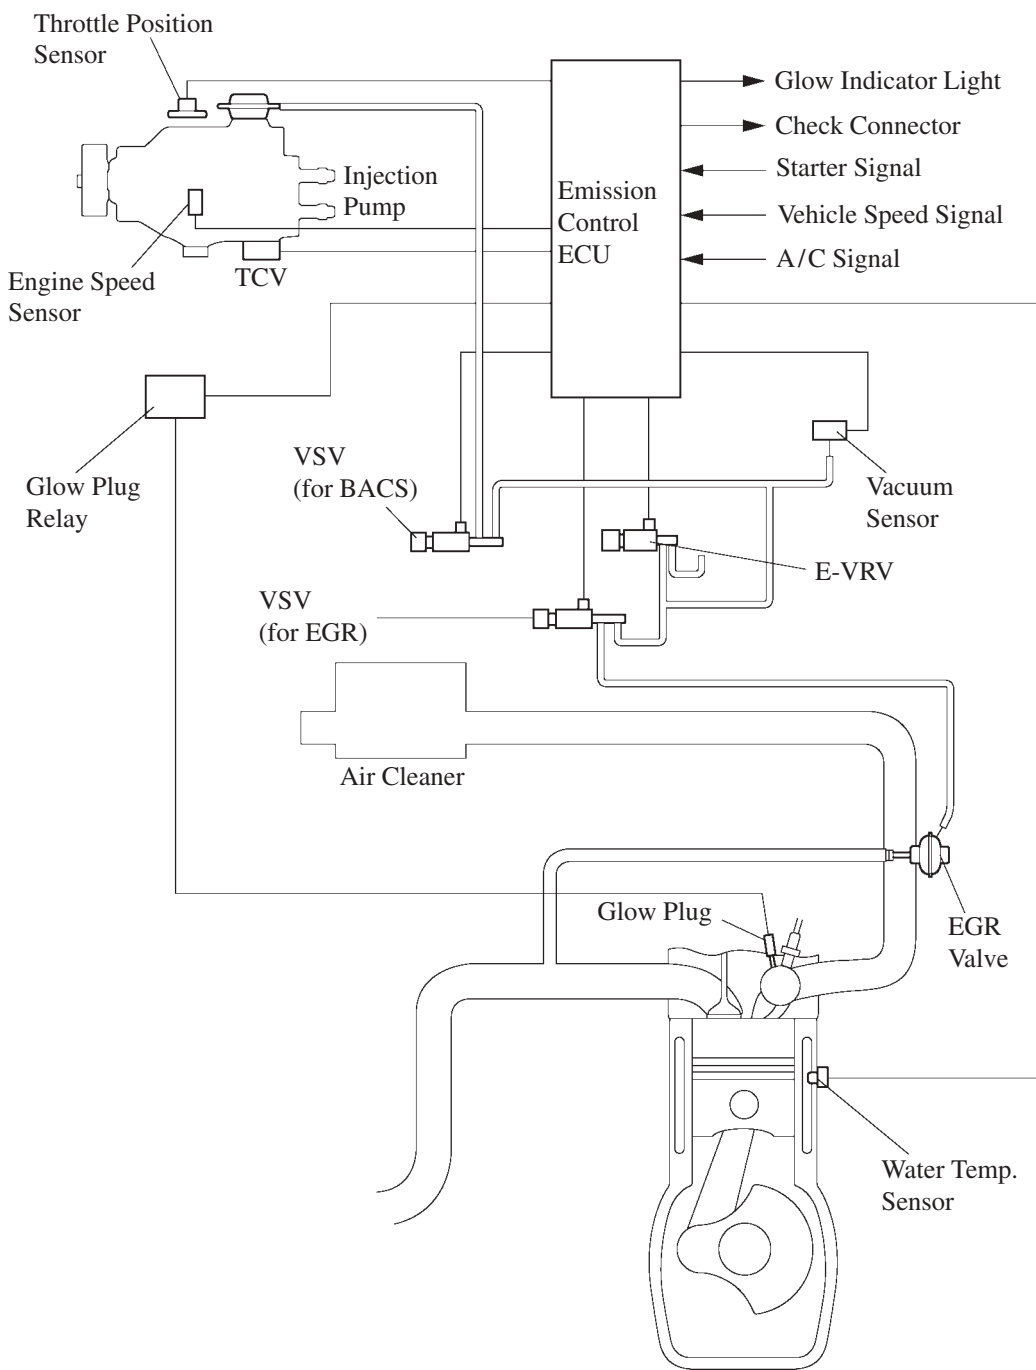 Throttle Position
Sensor
Glow Indicator Light
Check Connector
Starter Signal
Injection
Pump
Emission
Control
ECU
Vehicle Speed Signal
A/C Signal
Engine Speed
Sensor
TCV
VSV
(for BACS)
Glow Plug
Relay
Vacuum
Sensor
E-VRV
VSV
(for EGR)
Air Cleaner
Glow Plug
EGR
Valve
Water Temp.
Sensor